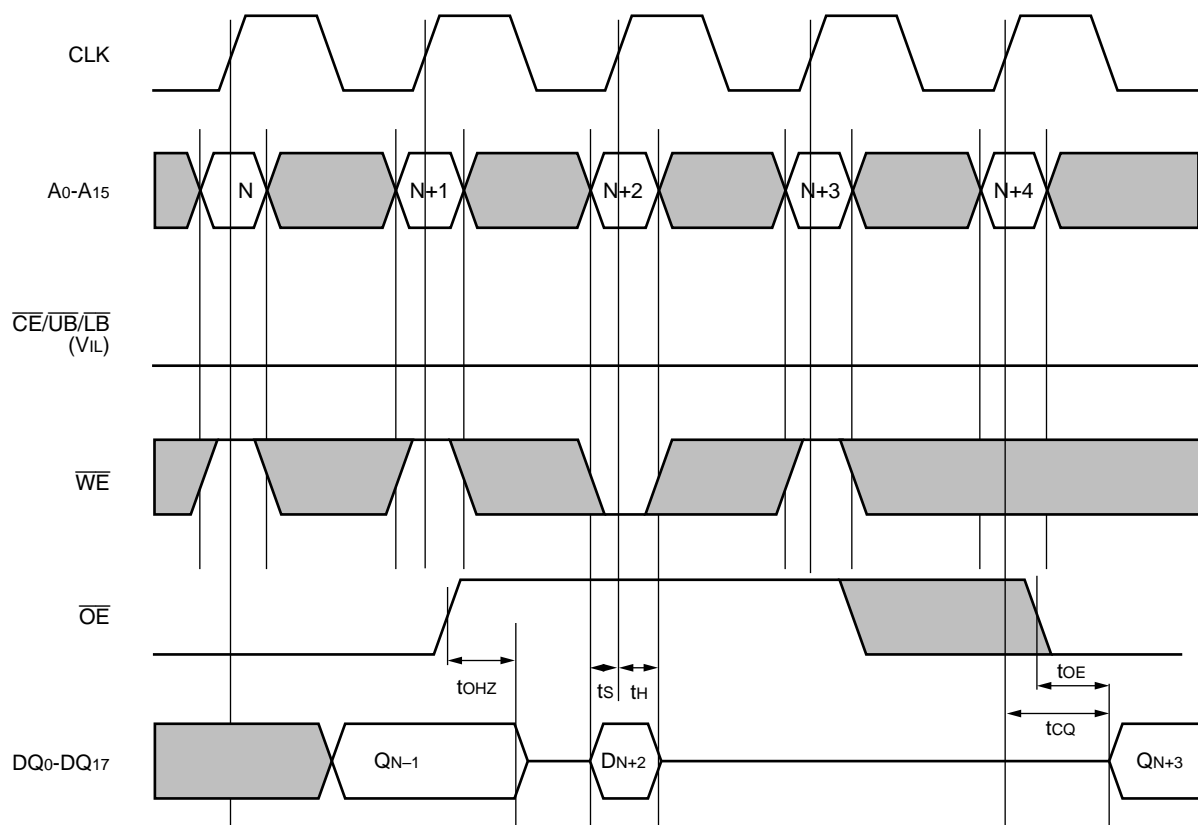 CLK
A0-A15
N
N+1
N+2
N+3
N+4
CE/UB/LB
(VIL)
WE
OE
tOHZ
tS
tH
tOE
tCQ
DQ0-DQ17
QN–1
DN+2
QN+3